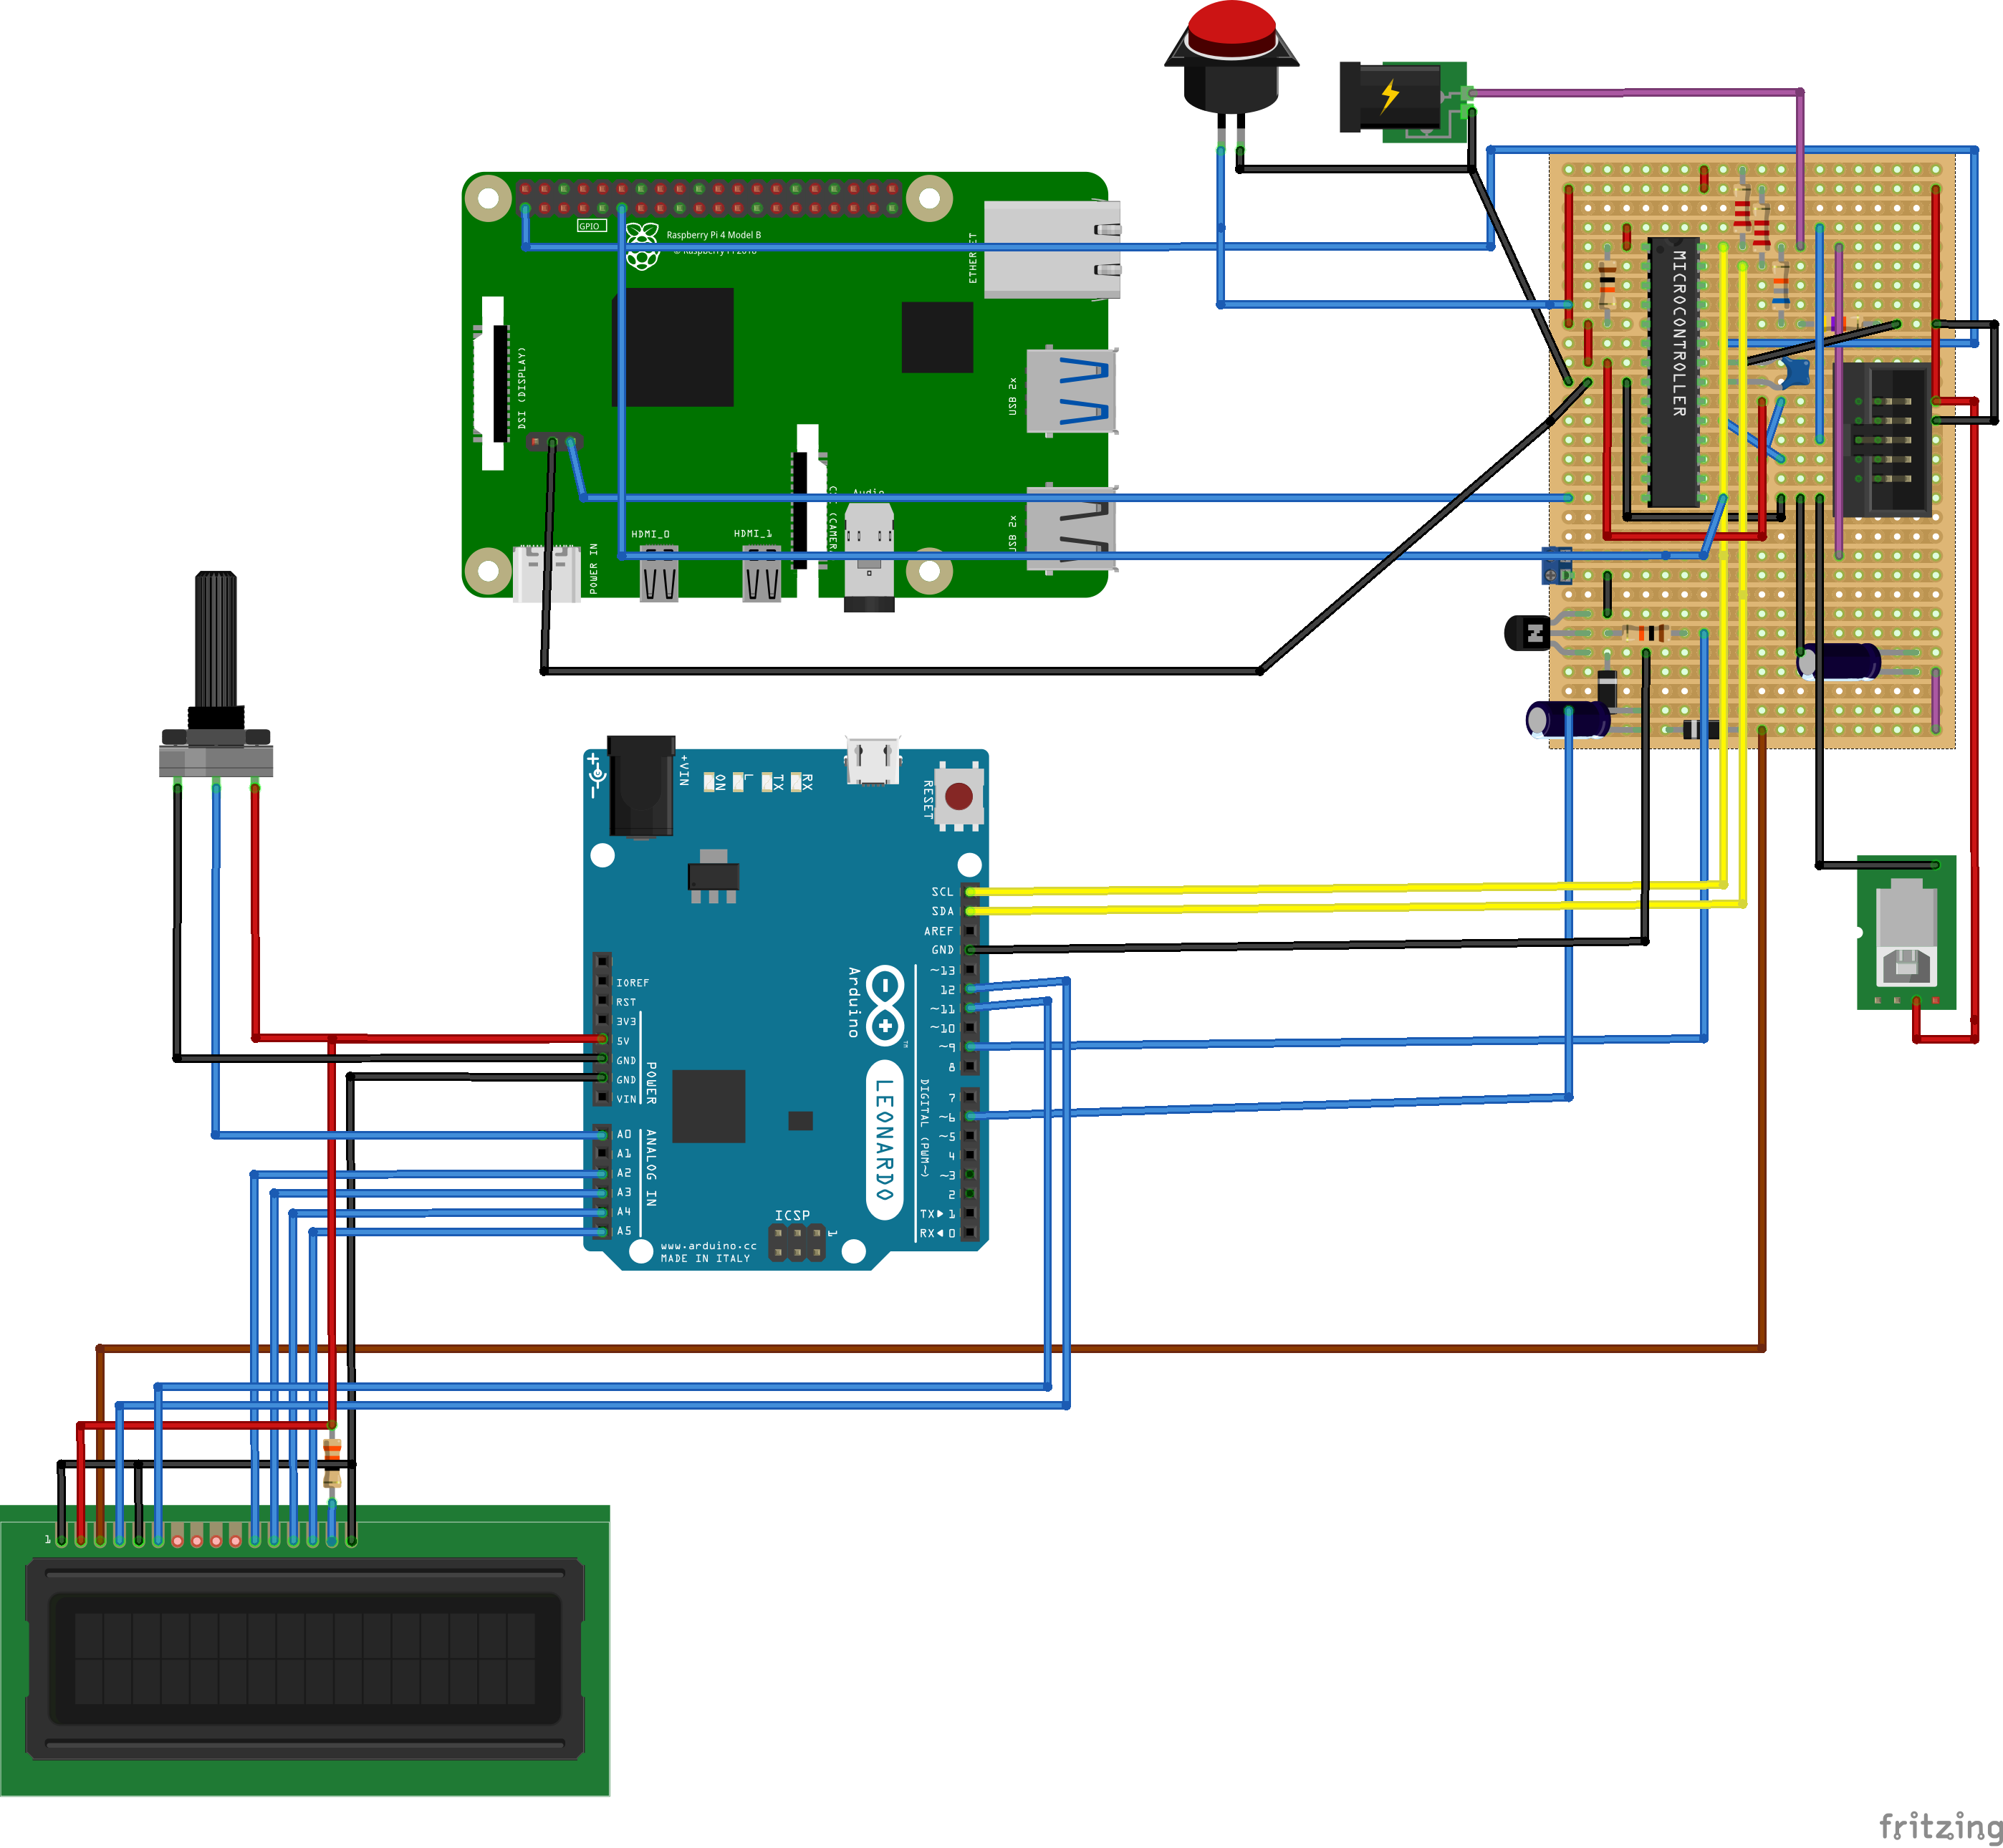 GPIO
Raspberry Pi 4 Model B
© Raspberry Pi 2018
ETHERNET
DSI (DISPLAY)
USB 2x
USB 2x
Audio
HDMI_0
HDMI_1
POWER IN
MICROCONTROLLER
N
+VIN
ON
L
TX
RX
RESET
SCL
SDA
AREF
GND
~13
12
~11
~10
~9
8
7
~6
~5
4
~3
2
TX▶1
RX◀0
IOREF
RST
3V3
5V
GND
GND
VIN
POWER
A0
A1
A2
A3
A4
A5
ANALOG IN
Arduino
TM
LEONARDO
DIGITAL (PWM~)
ICSP
1
www.arduino.cc
MADE IN ITALY
1
fritzing